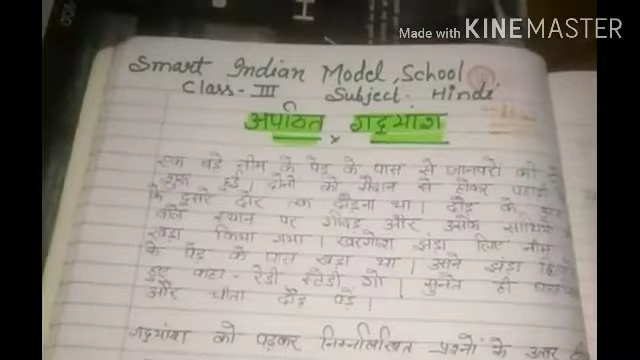 Made with KINEMASTER
Smart Indian Model School
Class - III Subject - Hindi
अपठित गद्यांश
एक बड़े नीम के पेड़ के पास से जानवरों की
शुरू हुई। दोनों को मैदान से होकर पहाड़ी
के दूसरे छोर तक दौड़ना था। दौड़ के
वाले स्थान पर गीदड़ और उसके साथियों
खड़ा किया गया। खरगोश झंडा लिए नीम
के पेड़ के पास खड़ा था। उसने झंडा
हुए कहा - रेडी स्टेडी गो। सुनते ही
और चीता दौड़ पड़े।
गद्यांश को पढ़कर निम्नलिखित प्रश्नों के उत्तर